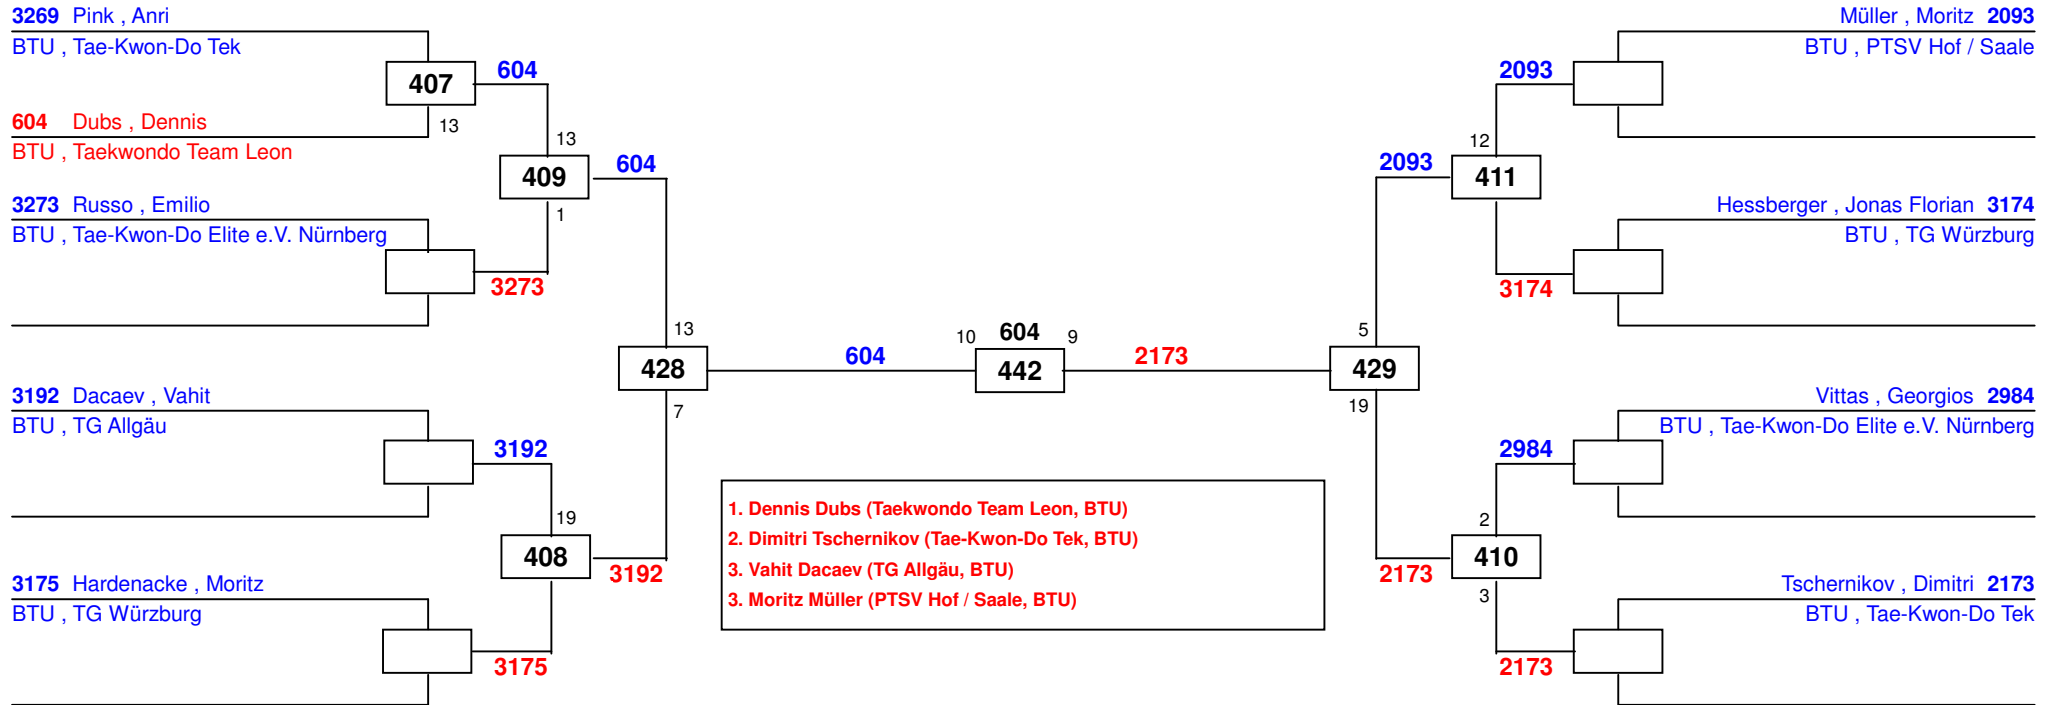 3269 Pink , Anri
BTU , Tae-Kwon-Do Tek
407
604
604 Dubs , Dennis
13
BTU , Taekwondo Team Leon
13
409
604
3273 Russo , Emilio
1
BTU , Tae-Kwon-Do Elite e.V. Nürnberg
3273
13
428
604
7
3192 Dacaev , Vahit
BTU , TG Allgäu
3192
19
408
3192
3175 Hardenacke , Moritz
BTU , TG Würzburg
3175
10 604 9
442
2173
1. Dennis Dubs (Taekwondo Team Leon, BTU)
2. Dimitri Tschernikov (Tae-Kwon-Do Tek, BTU)
3. Vahit Dacaev (TG Allgäu, BTU)
3. Moritz Müller (PTSV Hof / Saale, BTU)
Müller , Moritz 2093
BTU , PTSV Hof / Saale
2093
12
2093
411
Hessberger , Jonas Florian 3174
BTU , TG Würzburg
3174
5
429
19
Vittas , Georgios 2984
BTU , Tae-Kwon-Do Elite e.V. Nürnberg
2984
2
410
2173
3
Tschernikov , Dimitri 2173
BTU , Tae-Kwon-Do Tek
2173